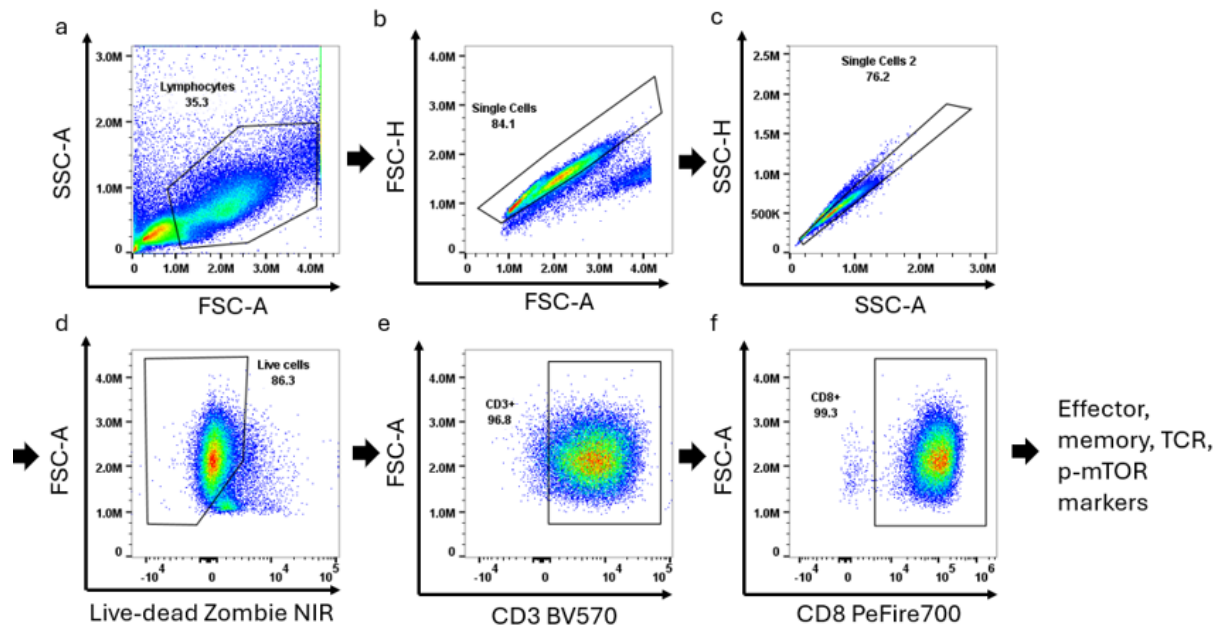 a
3.0M
2.0M
1.0M
0
Lymphocytes
35.3
0 1.0M 2.0M 3.0M 4.0M
SSC-A
FSC-A
b
4.0M
3.0M
2.0M
1.0M
0
Single Cells
84.1
1.0M 2.0M 3.0M 4.0M
FSC-H
FSC-A
c
2.5M
2.0M
1.5M
1.0M
500K
0
Single Cells 2
76.2
0 1.0M 2.0M 3.0M
SSC-H
SSC-A
d
4.0M
3.0M
2.0M
1.0M
0
Live cells
86.3
-10^4 0 10^4 10^5
FSC-A
Live-dead Zombie NIR
e
4.0M
3.0M
2.0M
1.0M
0
CD3+
96.8
-10^4 0 10^4 10^5
FSC-A
CD3 BV570
f
4.0M
3.0M
2.0M
1.0M
0
CD8+
99.3
-10^4 0 10^4 10^5 10^6
FSC-A
CD8 PeFire700
Effector,
memory, TCR,
p-mTOR
markers